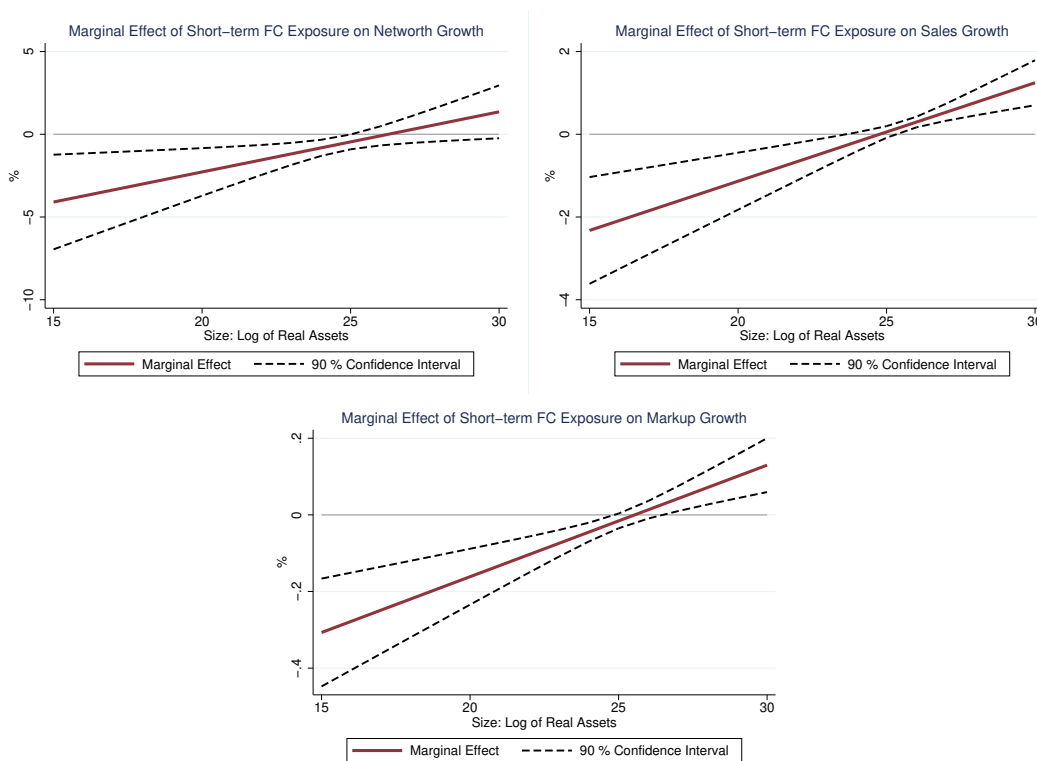 Marginal Effect of Short−term FC Exposure on Networth Growth
5
0
−5
−10
%
15 20 25 30
Size: Log of Real Assets
Marginal Effect 90 % Confidence Interval
Marginal Effect of Short−term FC Exposure on Sales Growth
2
0
−2
−4
%
15 20 25 30
Size: Log of Real Assets
Marginal Effect 90 % Confidence Interval
Marginal Effect of Short−term FC Exposure on Markup Growth
.2
0
−.2
−.4
%
15 20 25 30
Size: Log of Real Assets
Marginal Effect 90 % Confidence Interval